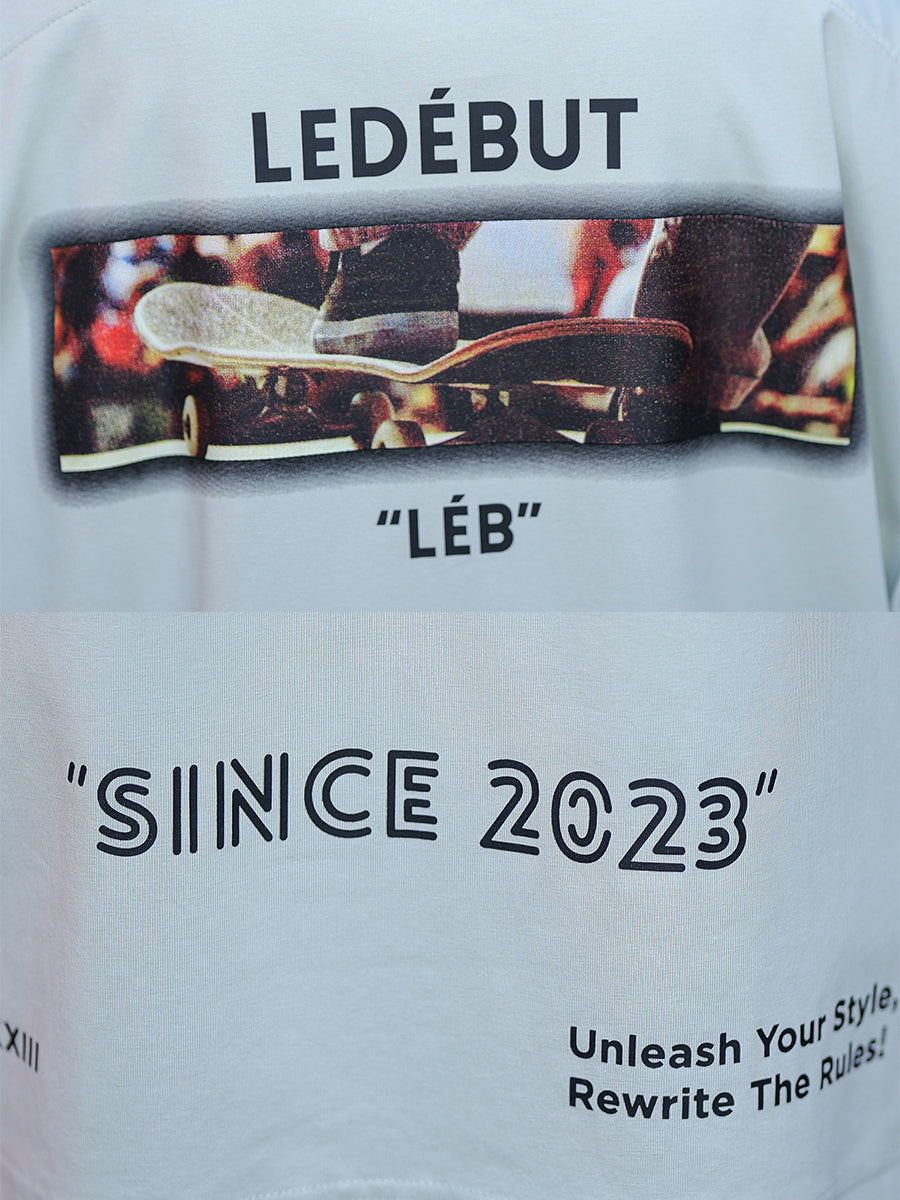 LEDÉBUT
“LÉB”
"SINCE 2023"
XIII
Unleash Your Style,
Rewrite The Rules!